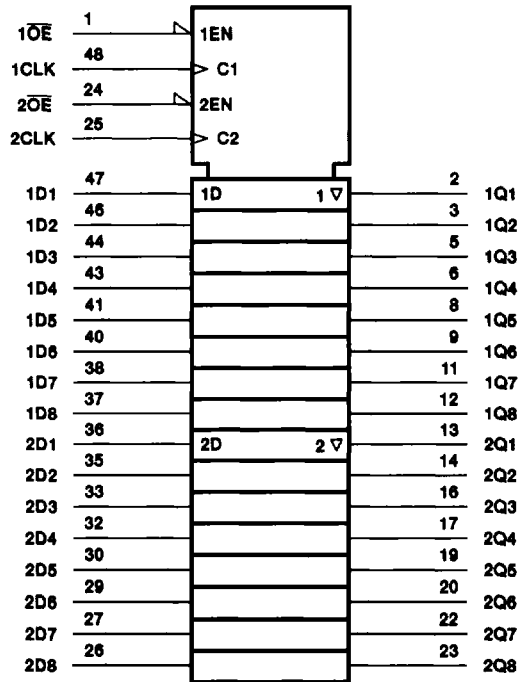 1O̅E̅ 1 1EN
1CLK 48 C1
2O̅E̅ 24 2EN
2CLK 25 C2
1D1 47 1D 1 ▽ 2 1Q1
1D2 46 3 1Q2
1D3 44 5 1Q3
1D4 43 6 1Q4
1D5 41 8 1Q5
1D6 40 9 1Q6
1D7 38 11 1Q7
1D8 37 12 1Q8
2D1 36 2D 2 ▽ 13 2Q1
2D2 35 14 2Q2
2D3 33 16 2Q3
2D4 32 17 2Q4
2D5 30 19 2Q5
2D6 29 20 2Q6
2D7 27 22 2Q7
2D8 26 23 2Q8